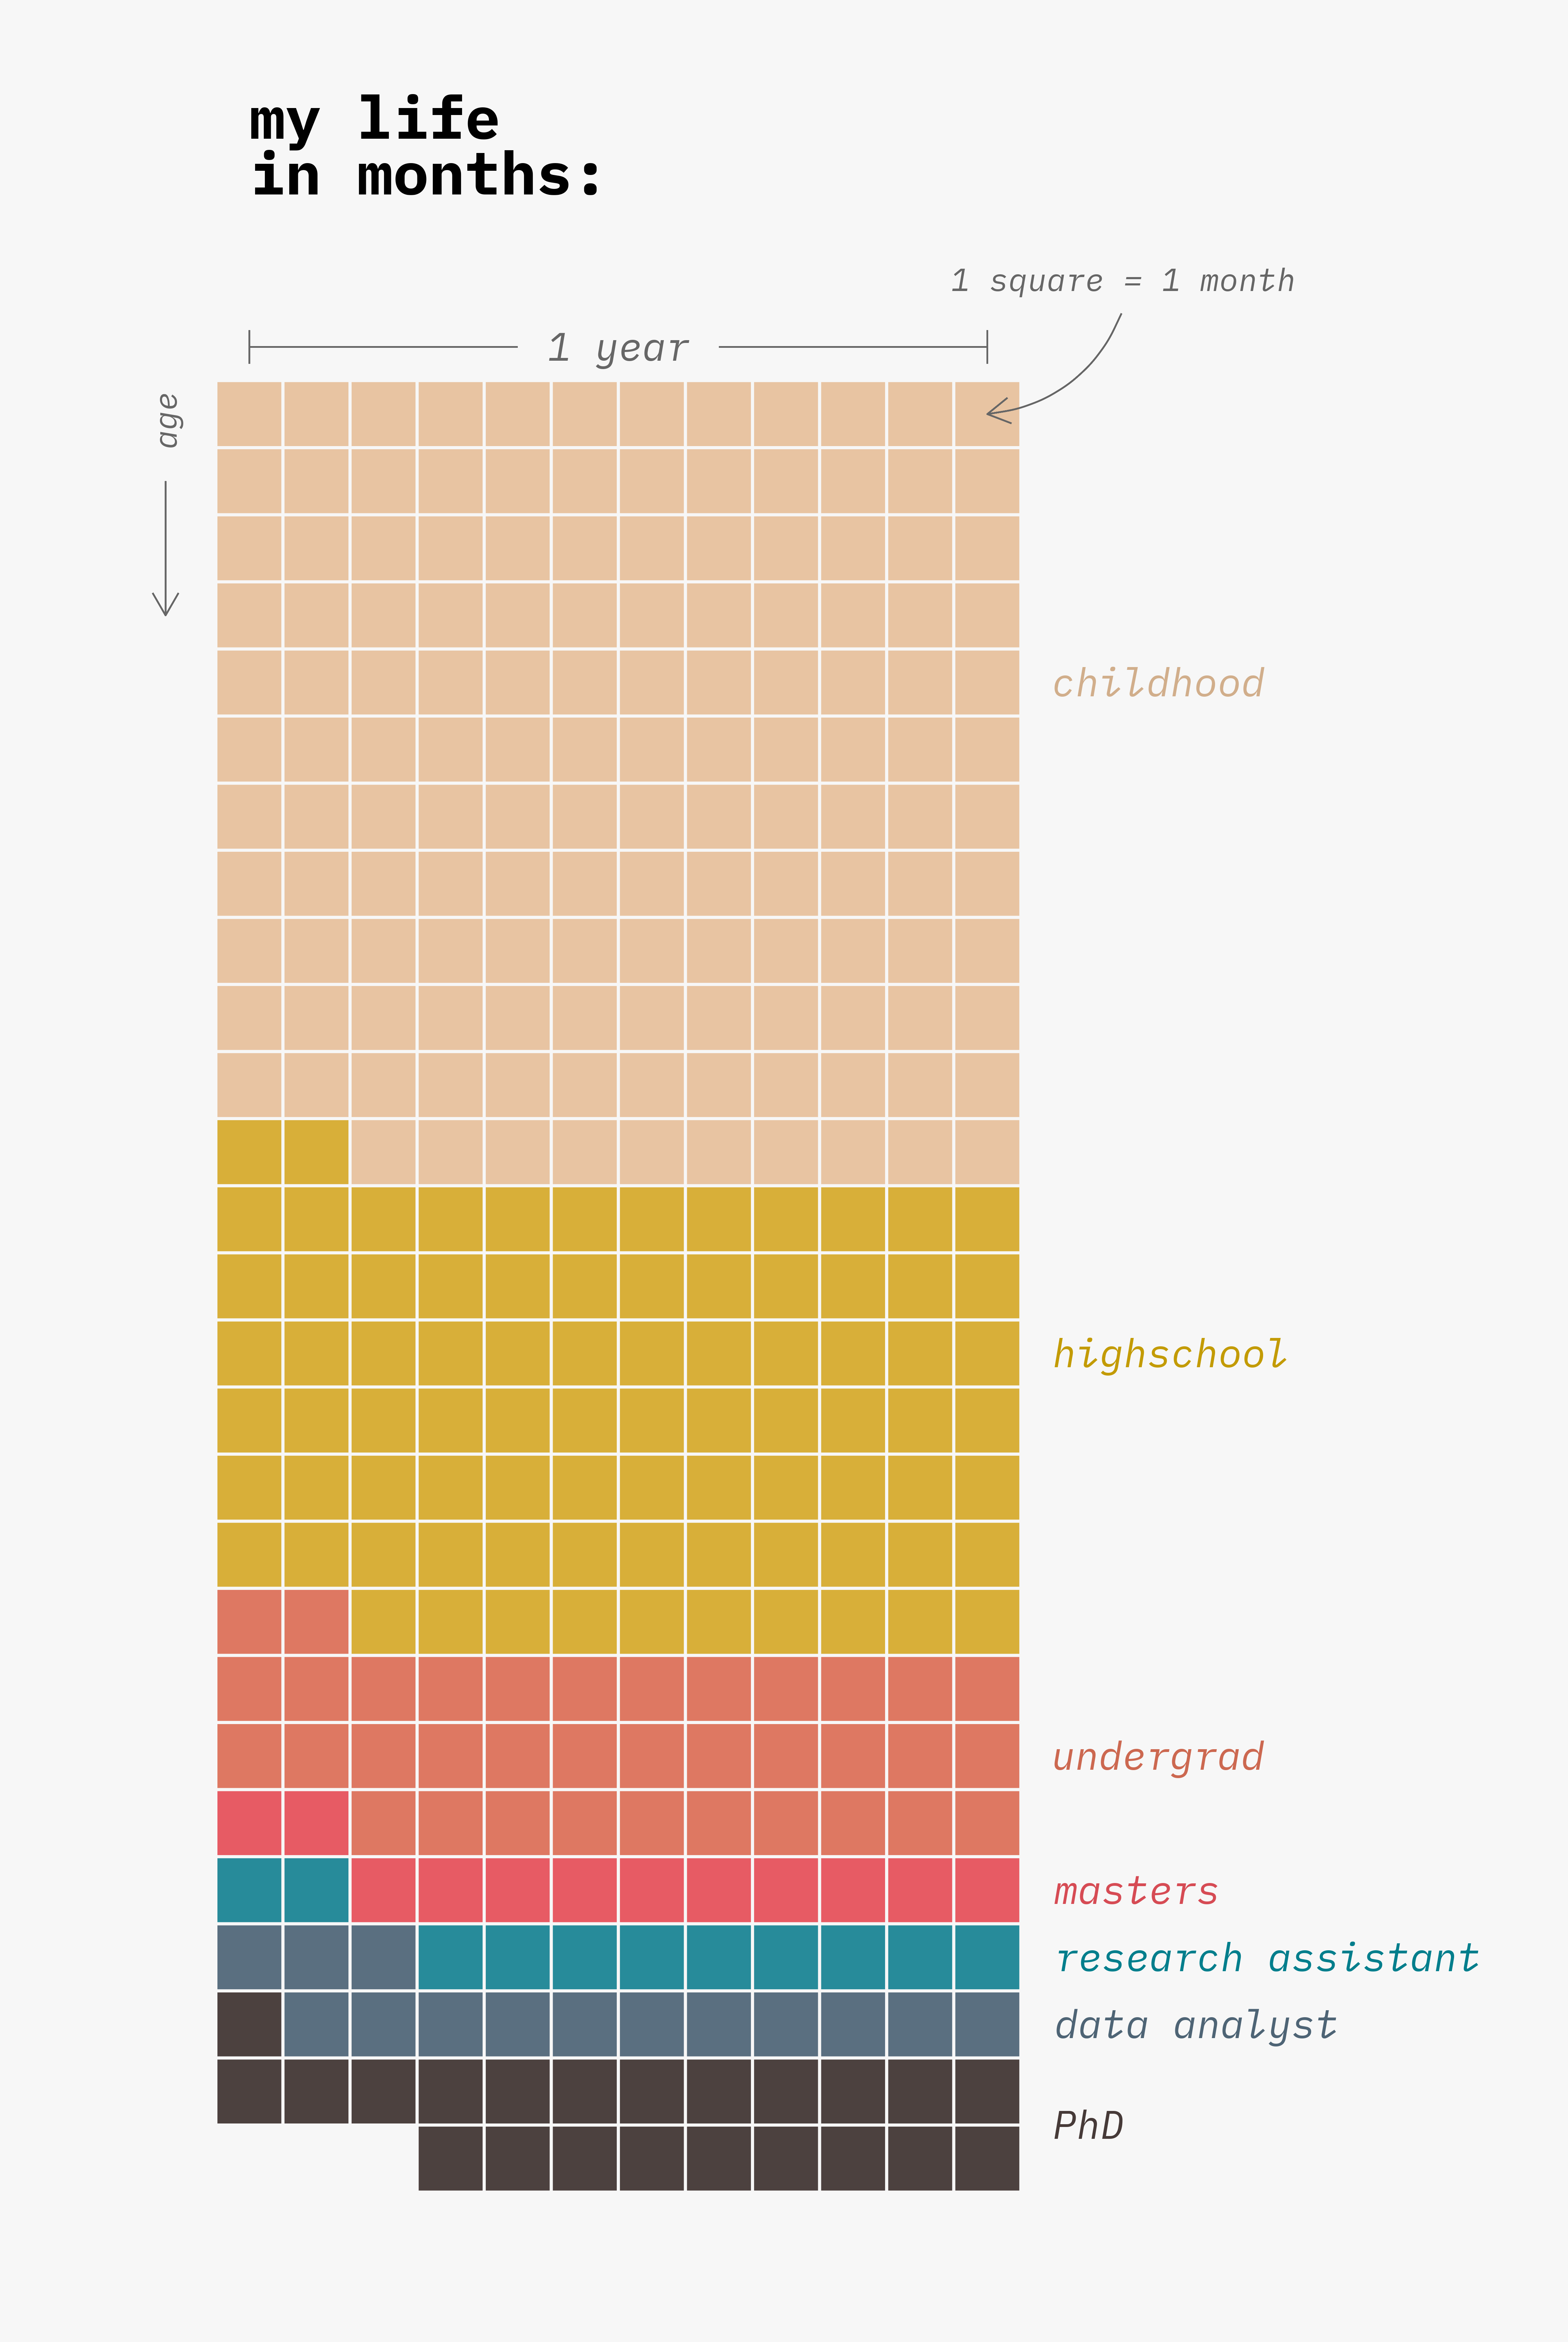 my life
in months:
1 square = 1 month
1 year
age
childhood
highschool
undergrad
masters
research assistant
data analyst
PhD